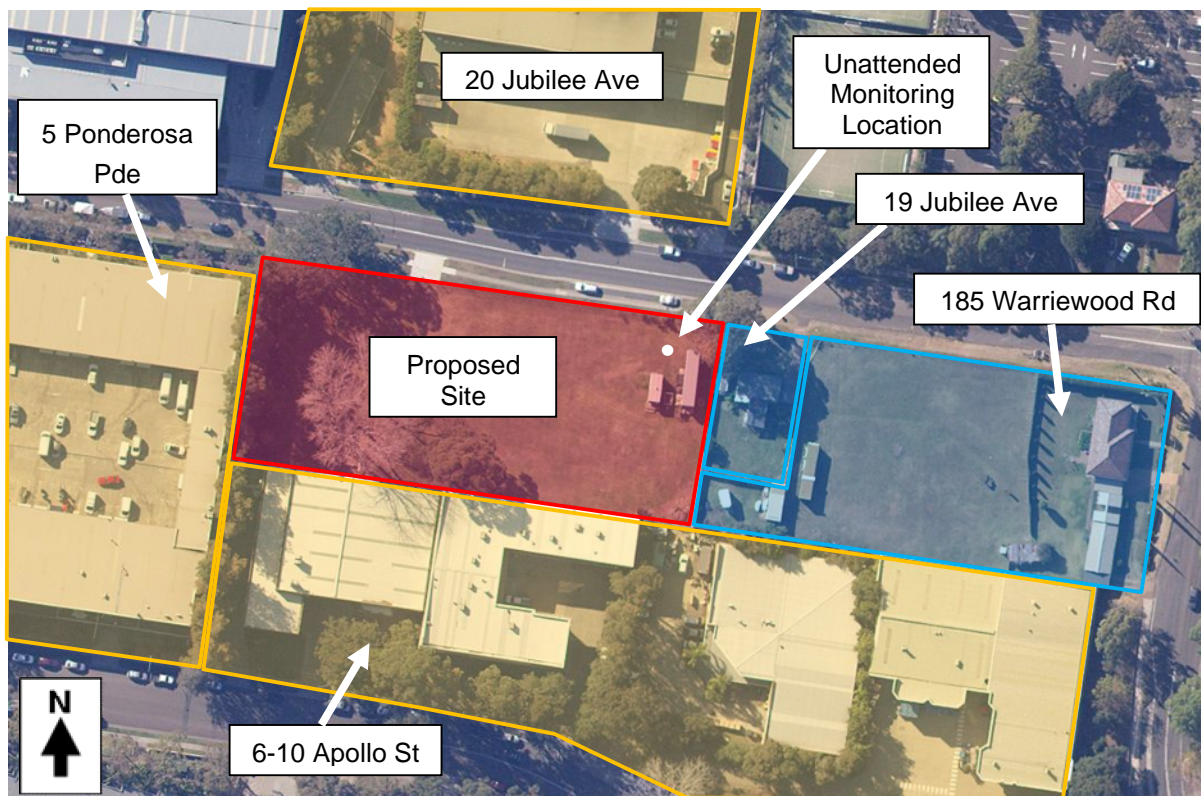 20 Jubilee Ave
Unattended
Monitoring
Location
5 Ponderosa
Pde
19 Jubilee Ave
185 Warriewood Rd
Proposed
Site
N
6-10 Apollo St